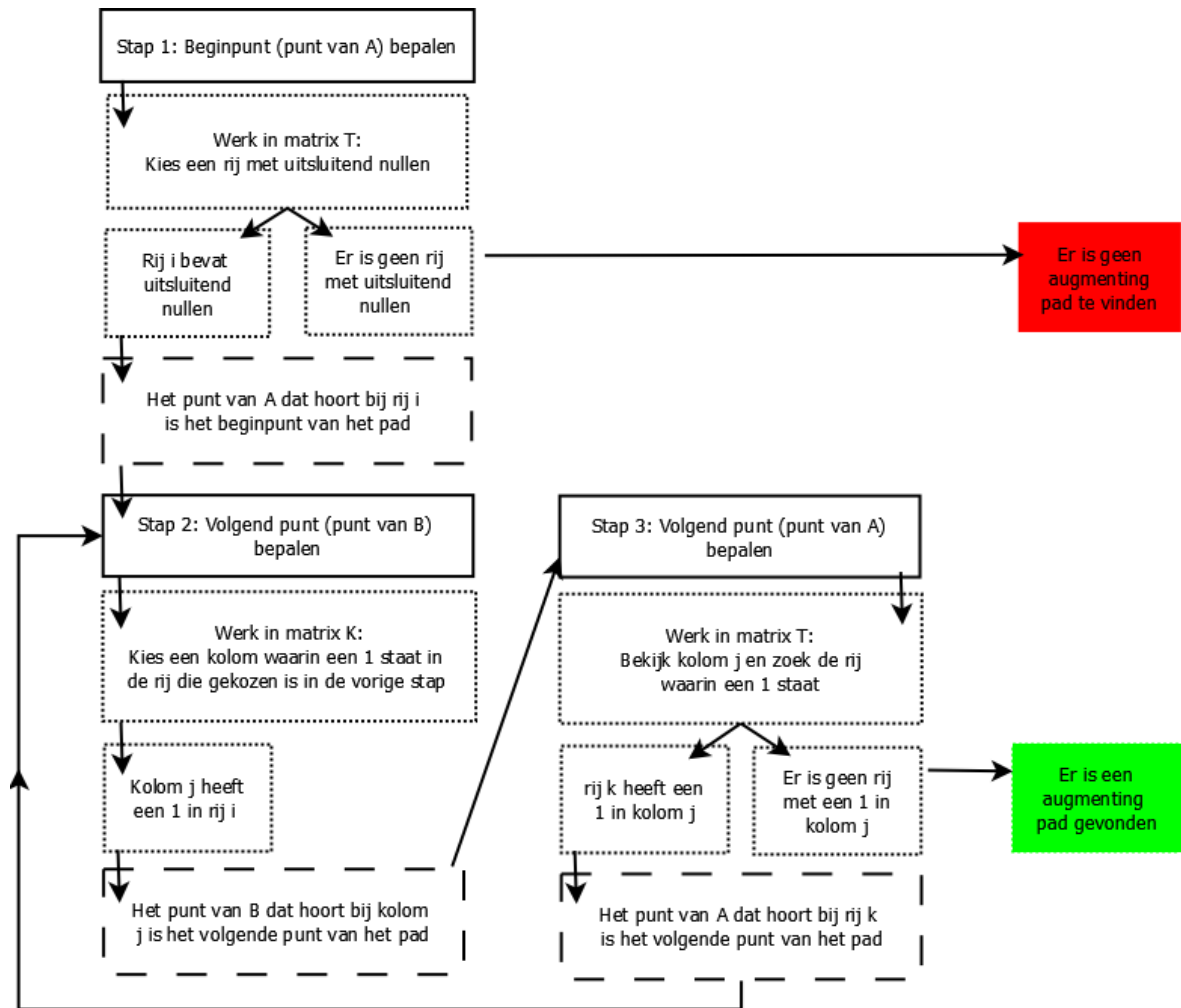 Stap 1: Beginpunt (punt van A) bepalen
Werk in matrix T:
Kies een rij met uitsluitend nullen
Rij i bevat
uitsluitend
nullen
Er is geen rij
met uitsluitend
nullen
Er is geen
augmenting
pad te vinden
Het punt van A dat hoort bij rij i
is het beginpunt van het pad
Stap 2: Volgend punt (punt van B)
bepalen
Werk in matrix K:
Kies een kolom waarin een 1 staat in
de rij die gekozen is in de vorige stap
Kolom j heeft
een 1 in rij i
Het punt van B dat hoort bij kolom
j is het volgende punt van het pad
Stap 3: Volgend punt (punt van A)
bepalen
Werk in matrix T:
Bekijk kolom j en zoek de rij
waarin een 1 staat
rij k heeft een
1 in kolom j
Er is geen rij
met een 1 in
kolom j
Er is een
augmenting
pad gevonden
Het punt van A dat hoort bij rij k
is het volgende punt van het pad